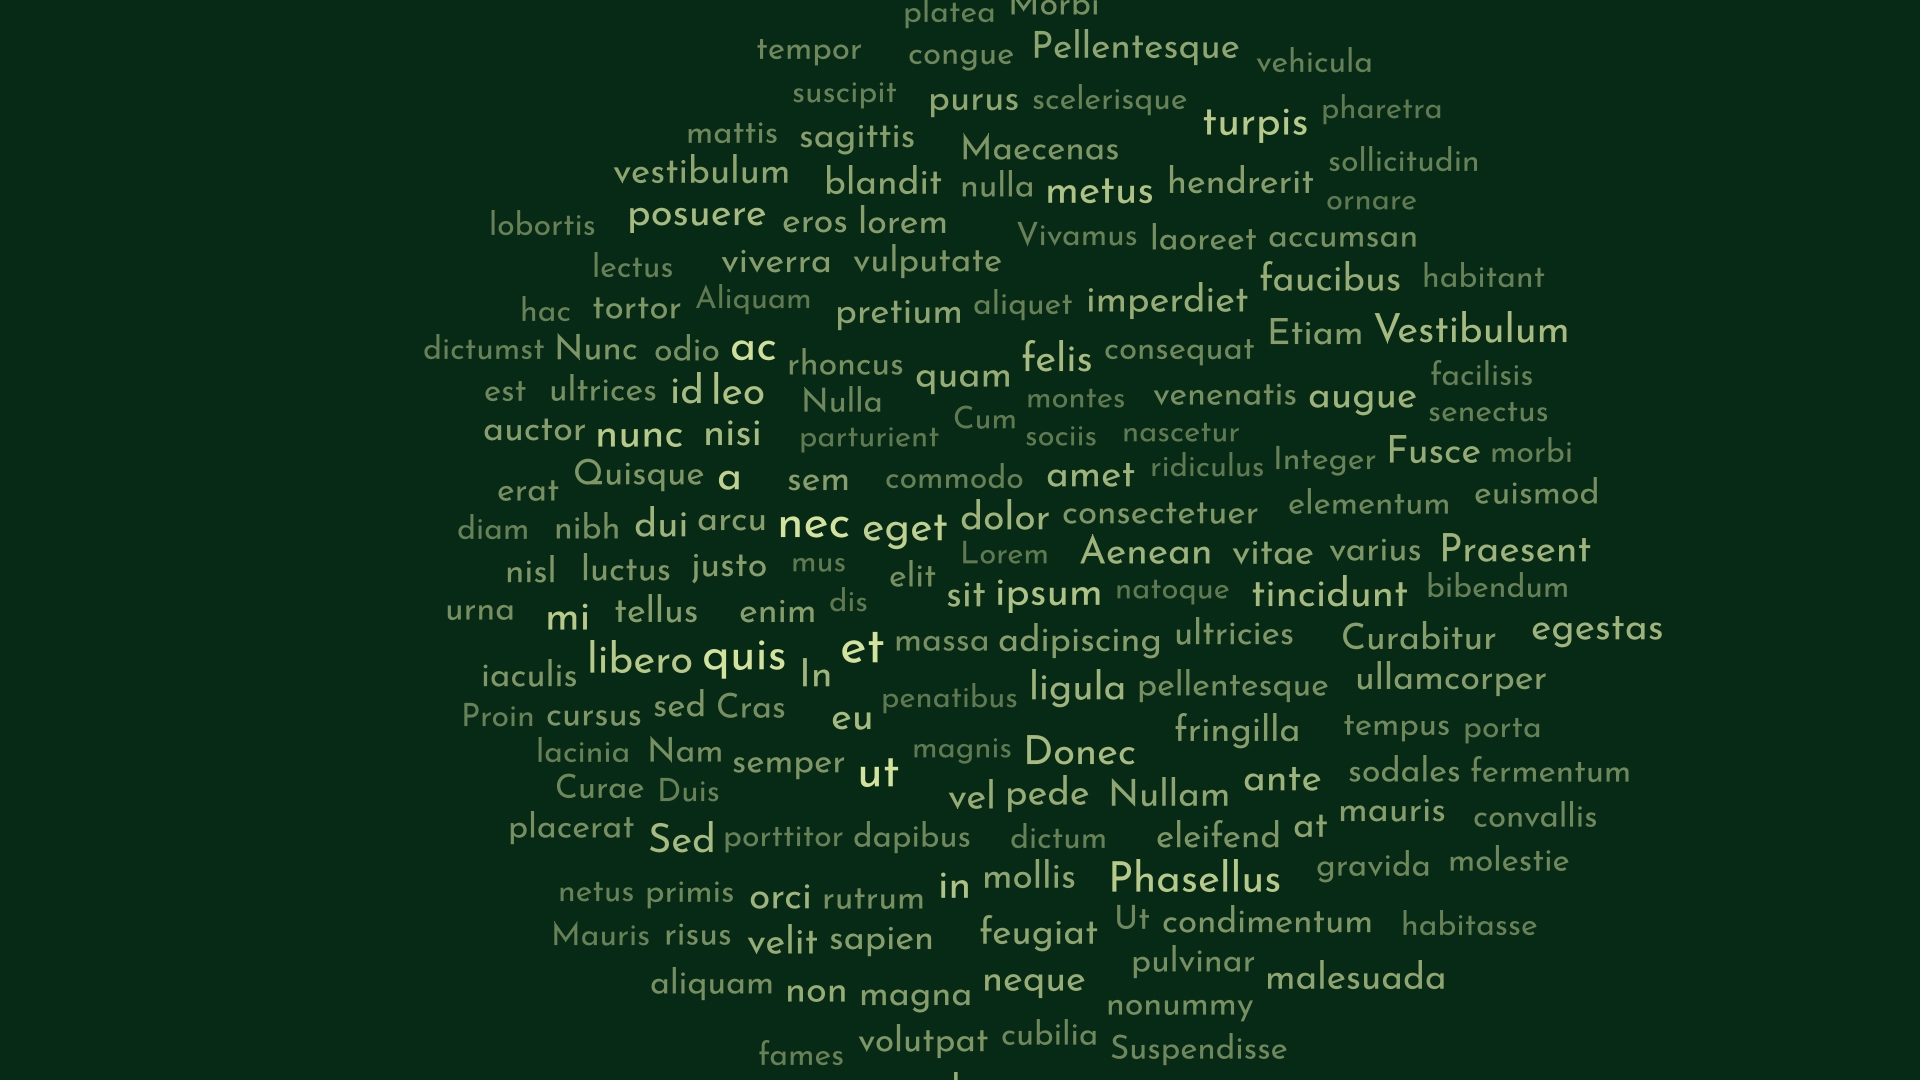 platea Morbi
tempor congue Pellentesque vehicula
suscipit purus scelerisque turpis pharetra
mattis sagittis Maecenas sollicitudin
vestibulum blandit nulla metus hendrerit ornare
lobortis posuere eros lorem Vivamus laoreet accumsan
lectus viverra vulputate faucibus habitant
hac tortor Aliquam pretium aliquet imperdiet Etiam Vestibulum
dictumst Nunc odio ac rhoncus quam felis consequat facilisis
est ultrices id leo Nulla Cum montes venenatis augue senectus
auctor nunc nisi parturient sociis nascetur Fusce morbi
erat Quisque a sem commodo amet ridiculus Integer euismod
diam nibh dui arcu nec eget dolor consectetuer elementum
nisl luctus justo mus elit Lorem Aenean vitae varius Praesent
urna mi tellus enim dis sit ipsum natoque tincidunt bibendum
iaculis libero quis In et massa adipiscing ultricies Curabitur egestas
Proin cursus sed Cras eu penatibus ligula pellentesque ullamcorper
lacinia Nam semper ut magnis Donec fringilla tempus porta
Curae Duis vel pede Nullam ante sodales fermentum
placerat Sed porttitor dapibus dictum eleifend at mauris convallis
netus primis orci rutrum in mollis Phasellus gravida molestie
Mauris risus velit sapien feugiat Ut condimentum habitasse
aliquam non magna neque pulvinar malesuada
fames volutpat cubilia nonummy
Suspendisse